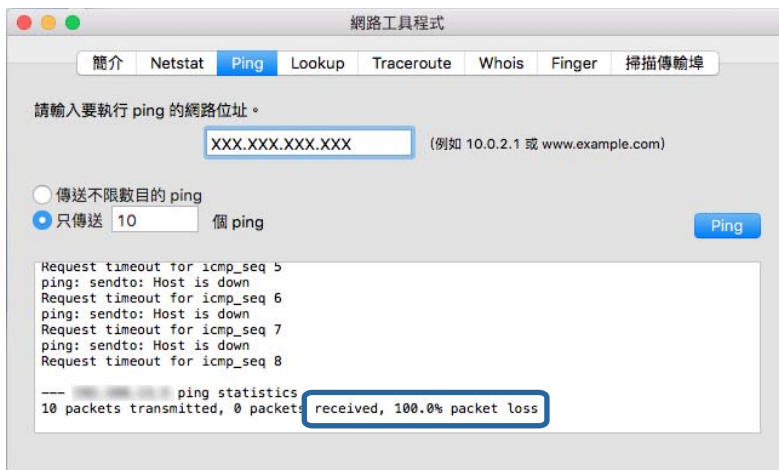 網路工具程式
簡介 Netstat Ping Lookup Traceroute Whois Finger 掃描傳輸埠
請輸入要執行 ping 的網路位址。
XXX.XXX.XXX.XXX (例如 10.0.2.1 或 www.example.com)
傳送不限數目的 ping
只傳送 10 個 ping
Ping
Request timeout for icmp_seq 5
ping: sendto: Host is down
Request timeout for icmp_seq 6
ping: sendto: Host is down
Request timeout for icmp_seq 7
ping: sendto: Host is down
Request timeout for icmp_seq 8
--- ping statistics
10 packets transmitted, 0 packets received, 100.0% packet loss